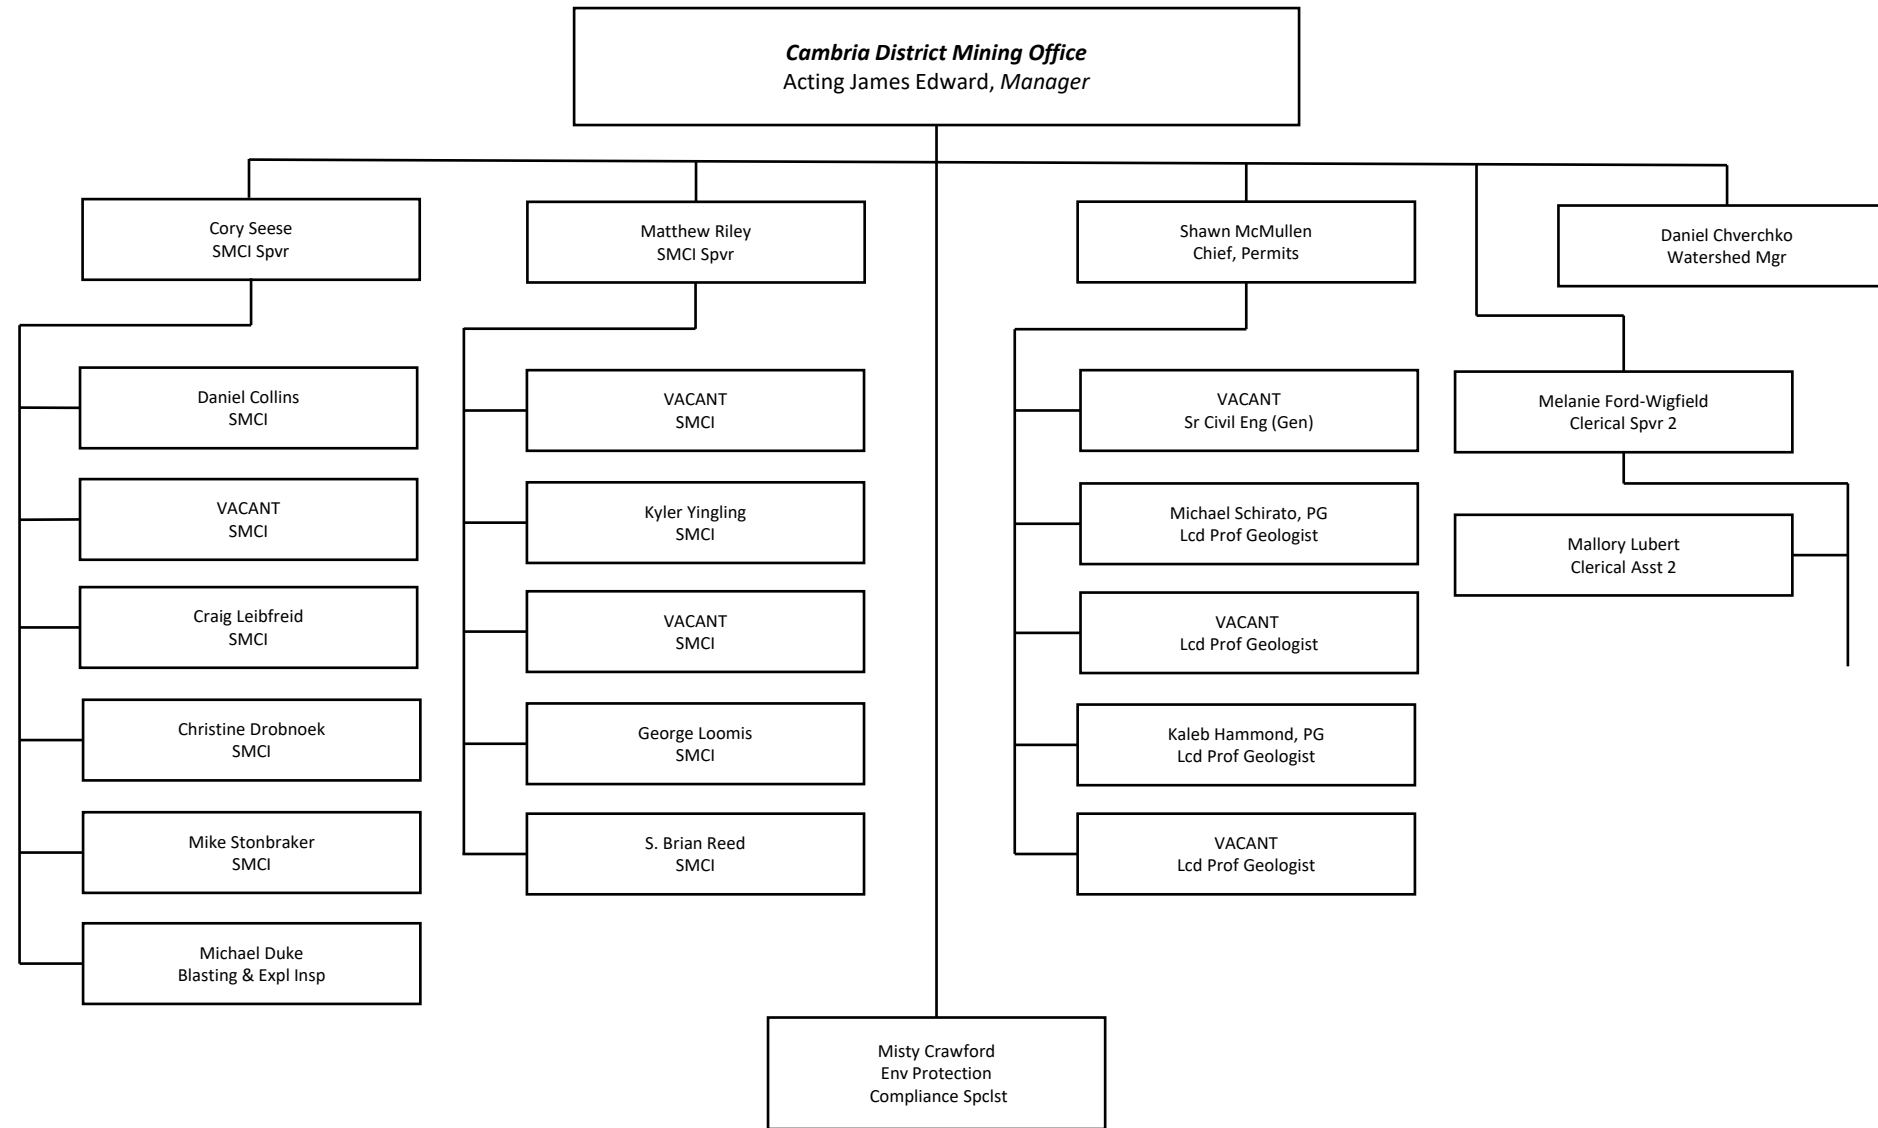 Cambria District Mining Office
Acting James Edward, Manager
Cory Seese
SMCI Spvr
Matthew Riley
SMCI Spvr
Shawn McMullen
Chief, Permits
Daniel Chverchko
Watershed Mgr
Daniel Collins
SMCI
VACANT
SMCI
Craig Leibfreid
SMCI
Christine Drobnoek
SMCI
Mike Stonbraker
SMCI
Michael Duke
Blasting & Expl Insp
VACANT
SMCI
Kyler Yingling
SMCI
VACANT
SMCI
George Loomis
SMCI
S. Brian Reed
SMCI
VACANT
Sr Civil Eng (Gen)
Michael Schirato, PG
Lcd Prof Geologist
VACANT
Lcd Prof Geologist
Kaleb Hammond, PG
Lcd Prof Geologist
VACANT
Lcd Prof Geologist
Melanie Ford-Wigfield
Clerical Spvr 2
Mallory Lubert
Clerical Asst 2
Misty Crawford
Env Protection
Compliance Spclst